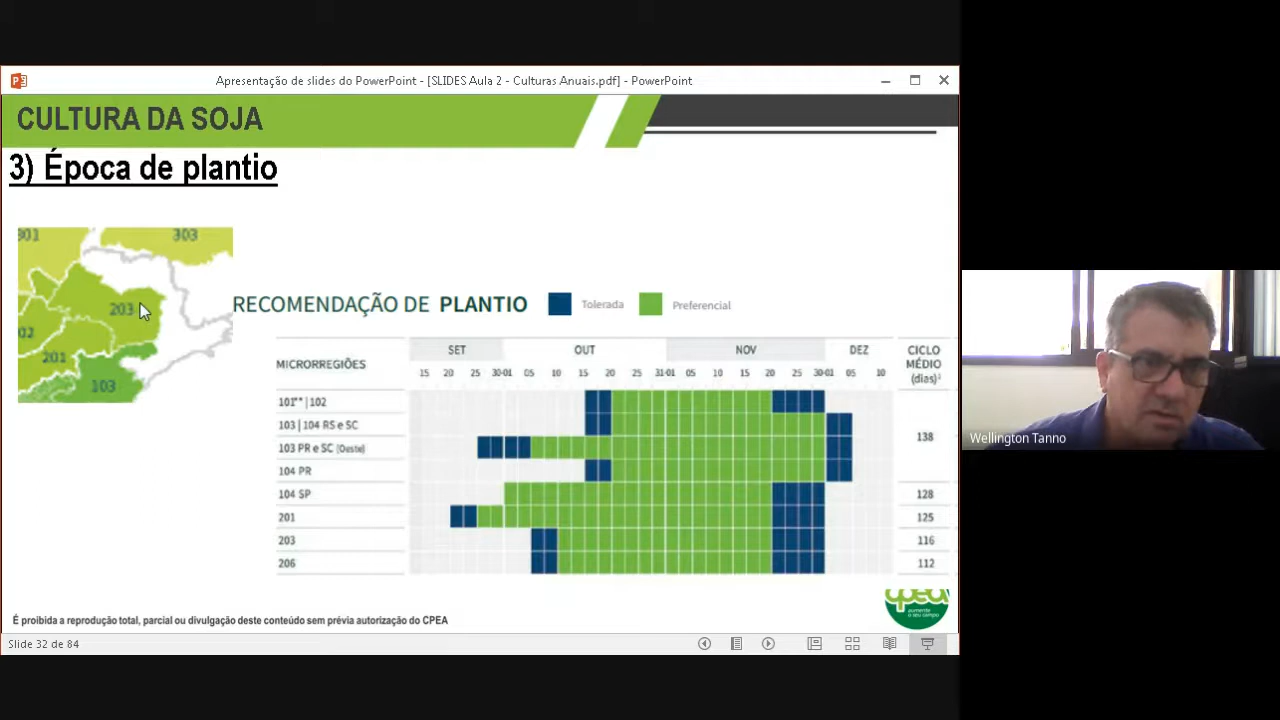 Apresentação de slides do PowerPoint - [SLIDES Aula 2 - Culturas Anuais.pdf] - PowerPoint
CULTURA DA SOJA
3) Época de plantio
301
303
203
201
103
RECOMENDAÇÃO DE PLANTIO
Tolerada
Preferencial
MICRORREGIÕES
SET
OUT
NOV
DEZ
CICLO MÉDIO (dias)¹
15 20 25 30 01 05 10 15 20 25 31 01 05 10 15 20 25 30 01 05 10
101** | 102
103 | 104 RS e SC
103 PR e SC (Oeste)
138
104 PR
104 SP 128
201 125
203 116
206 112
cpea
aumente
o seu campo
É proibida a reprodução total, parcial ou divulgação deste conteúdo sem prévia autorização do CPEA
Slide 32 de 84
Wellington Tanno